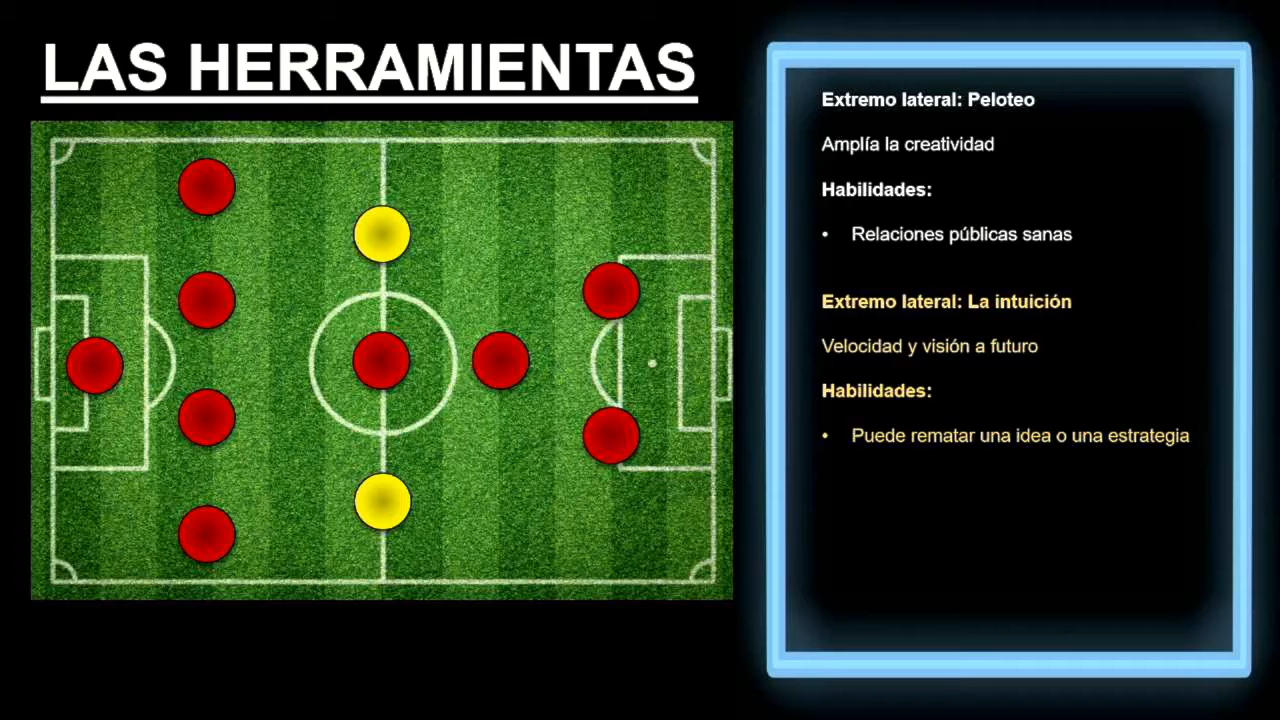 LAS HERRAMIENTAS
Extremo lateral: Peloteo
Amplía la creatividad
Habilidades:
• Relaciones públicas sanas
Extremo lateral: La intuición
Velocidad y visión a futuro
Habilidades:
• Puede rematar una idea o una estrategia